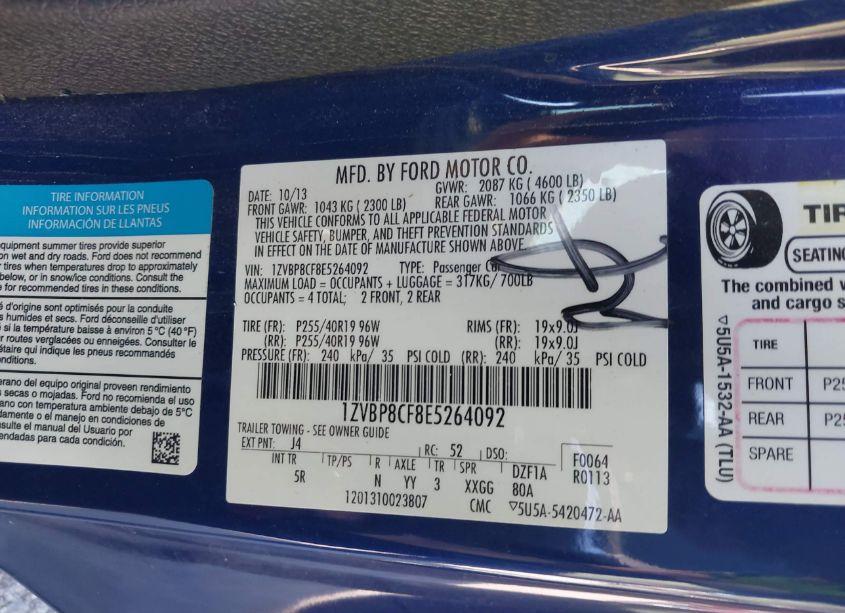 TIRE INFORMATION
INFORMATION SUR LES PNEUS
INFORMACIÓN DE LLANTAS
equipment summer tires provide superior
on wet and dry roads. Ford does not recommend
tires when temperatures drop to approximately
below, or in snow/ice conditions. Consult the
for recommended tires in these conditions.
d'origine sont optimisés pour la conduite
humides et secs. Ford déconseille d'utiliser
si la température baisse à environ 5 °C (40 °F)
routes verglacées ou enneigées. Consulter le
étaire qui indique les pneus recommandés
conditions.
erano del equipo original proveen rendimiento
secas o mojadas. Ford no recomienda el uso
ano con temperatura ambiente debajo de 5°C
damente o el manejo en condiciones de
nsulte el manual del Usuario por
endadas para cada condición.
MFD. BY FORD MOTOR CO.
DATE: 10/13 GVWR: 2087 KG ( 4600 LB)
FRONT GAWR: 1043 KG ( 2300 LB) REAR GAWR: 1066 KG ( 2350 LB)
THIS VEHICLE CONFORMS TO ALL APPLICABLE FEDERAL MOTOR
VEHICLE SAFETY, BUMPER, AND THEFT PREVENTION STANDARDS
IN EFFECT ON THE DATE OF MANUFACTURE SHOWN ABOVE.
VIN: 1ZVBP8CF8E5264092 TYPE: Passenger Car
MAXIMUM LOAD = OCCUPANTS + LUGGAGE = 317KG/ 700LB
OCCUPANTS = 4 TOTAL; 2 FRONT, 2 REAR
TIRE (FR): P255/40R19 96W RIMS (FR): 19x9.0J
(RR): P255/40R19 96W (RR): 19x9.0J
PRESSURE (FR): 240 kPa/ 35 PSI COLD (RR): 240 kPa/ 35 PSI COLD
1ZVBP8CF8E5264092
TRAILER TOWING - SEE OWNER GUIDE
EXT PNT: J4 RC: 52 DSO: F0064
INT TR TP/PS R AXLE TR SPR DZF1A R0113
5R N YY 3 XXGG 80A
1201310023807 CMC ▽5U5A-5420472-AA
TIR
SEATING
The combined w
and cargo s
TIRE
FRONT P25
REAR P25
SPARE
▽5U5A-1532-AA (TLU)